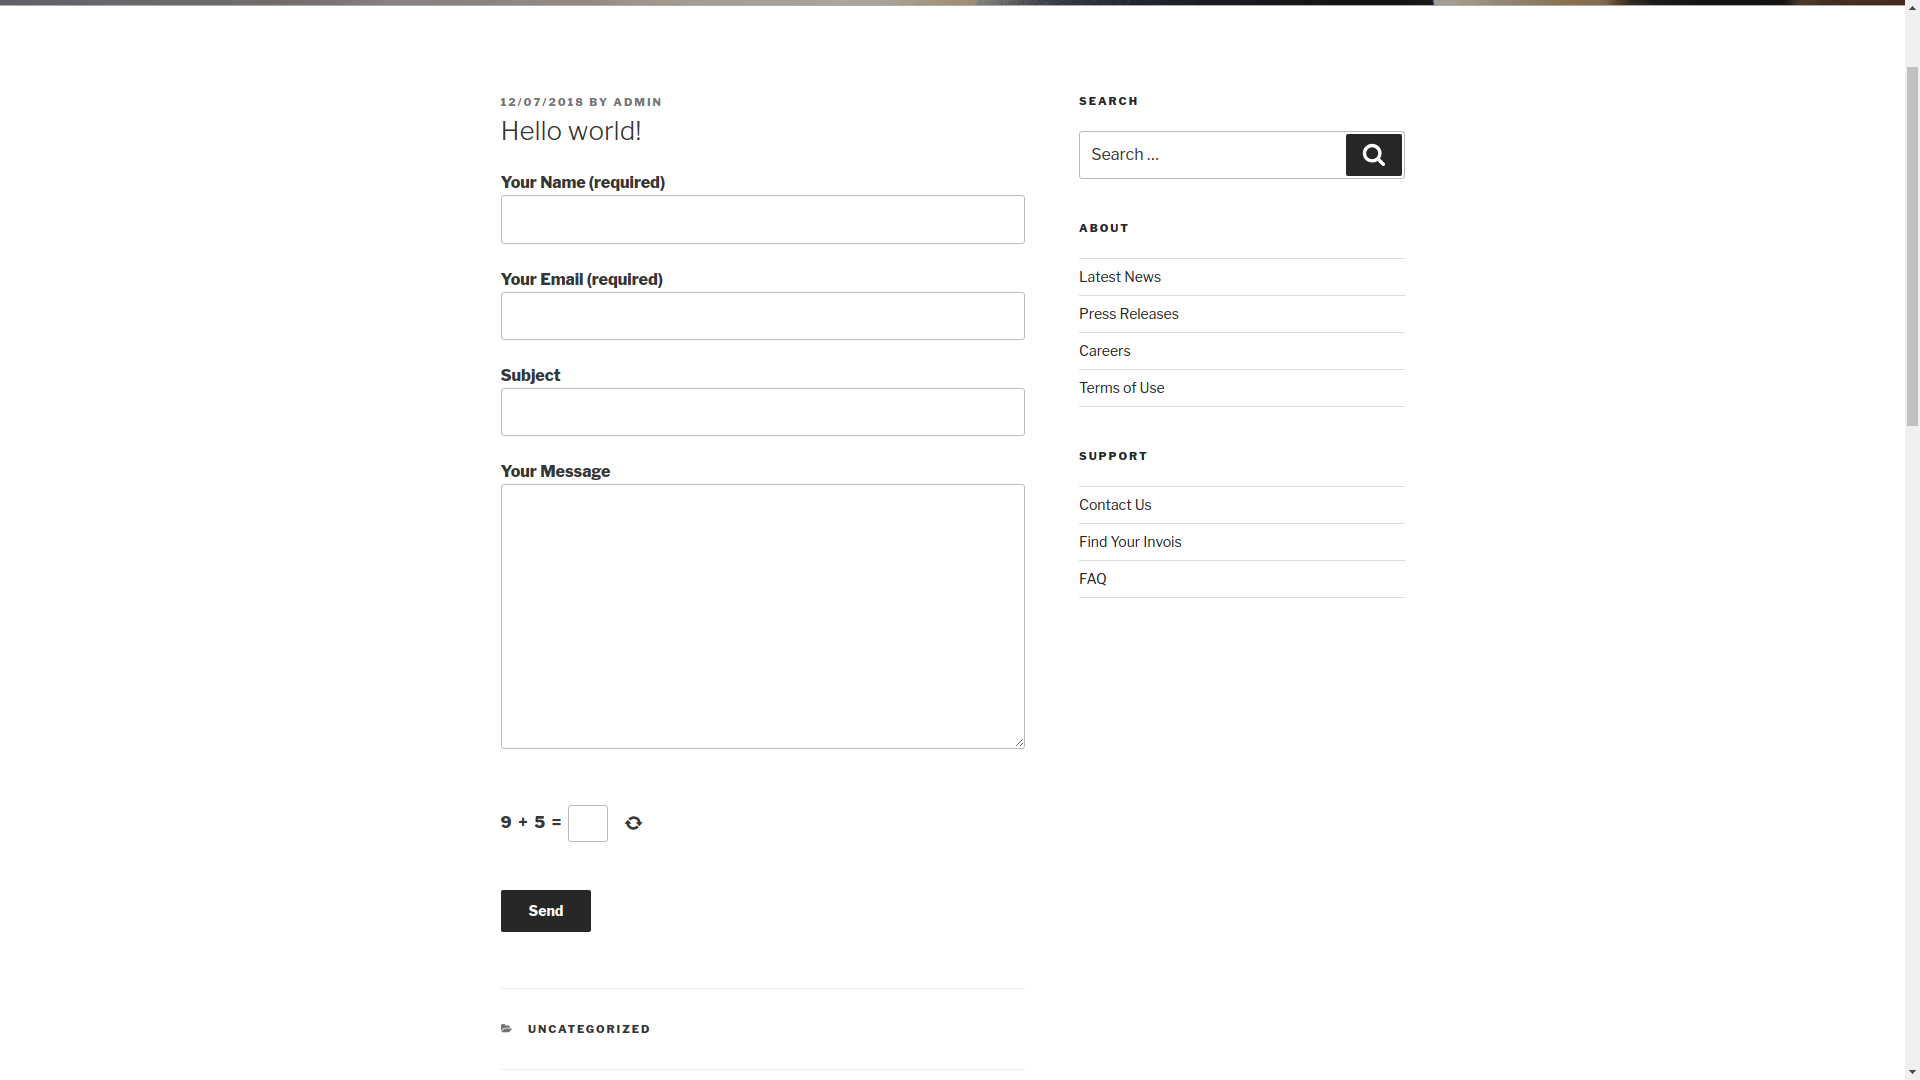 12/07/2018 BY ADMIN
Hello world!
Your Name (required)
Your Email (required)
Subject
Your Message
9 + 5 =
Send
UNCATEGORIZED
SEARCH
Search …
ABOUT
Latest News
Press Releases
Careers
Terms of Use
SUPPORT
Contact Us
Find Your Invois
FAQ